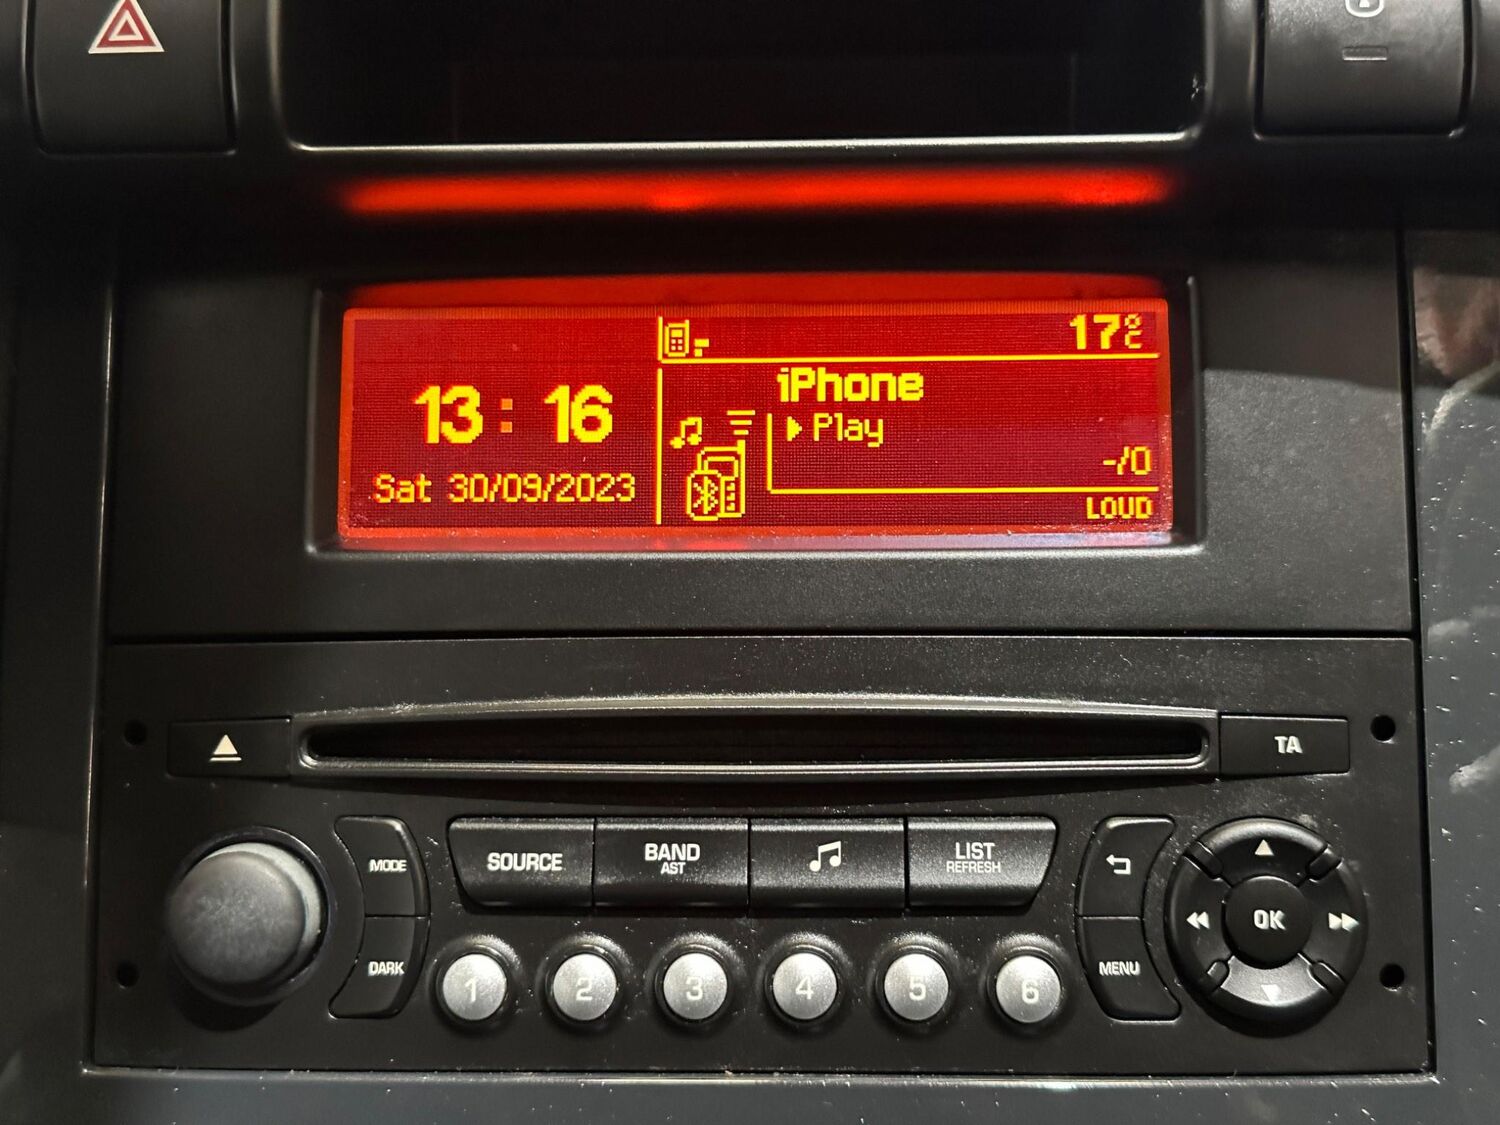 17°C
13:16
Sat 30/09/2023
iPhone
Play
-/0
LOUD
TA
MODE
SOURCE
BAND
AST
LIST
REFRESH
OK
DARK
1
2
3
4
5
6
MENU